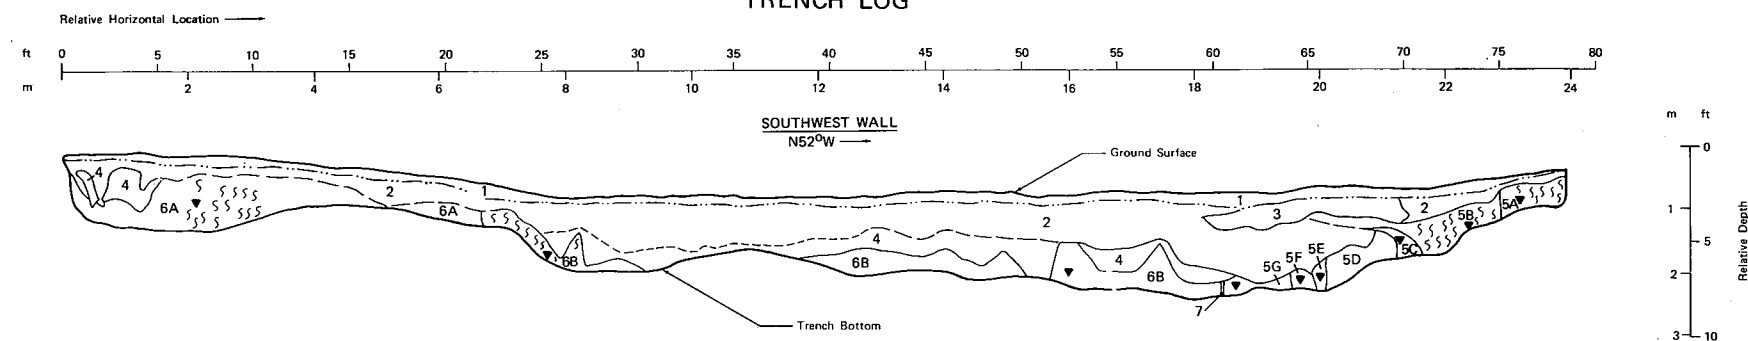 TRENCH LOG
Relative Horizontal Location
ft 0 5 10 15 20 25 30 35 40 45 50 55 60 65 70 75 80
m 2 4 6 8 10 12 14 16 18 20 22 24
SOUTHWEST WALL
N52°W
Ground Surface
m ft
0
1
5
2
3 10
Relative Depth
4
4
6A
2
1
6A
6B
4
6B
2
4
6B
1
3
2
5A
5B
5C
5D
5E
5F
5G
7
Trench Bottom